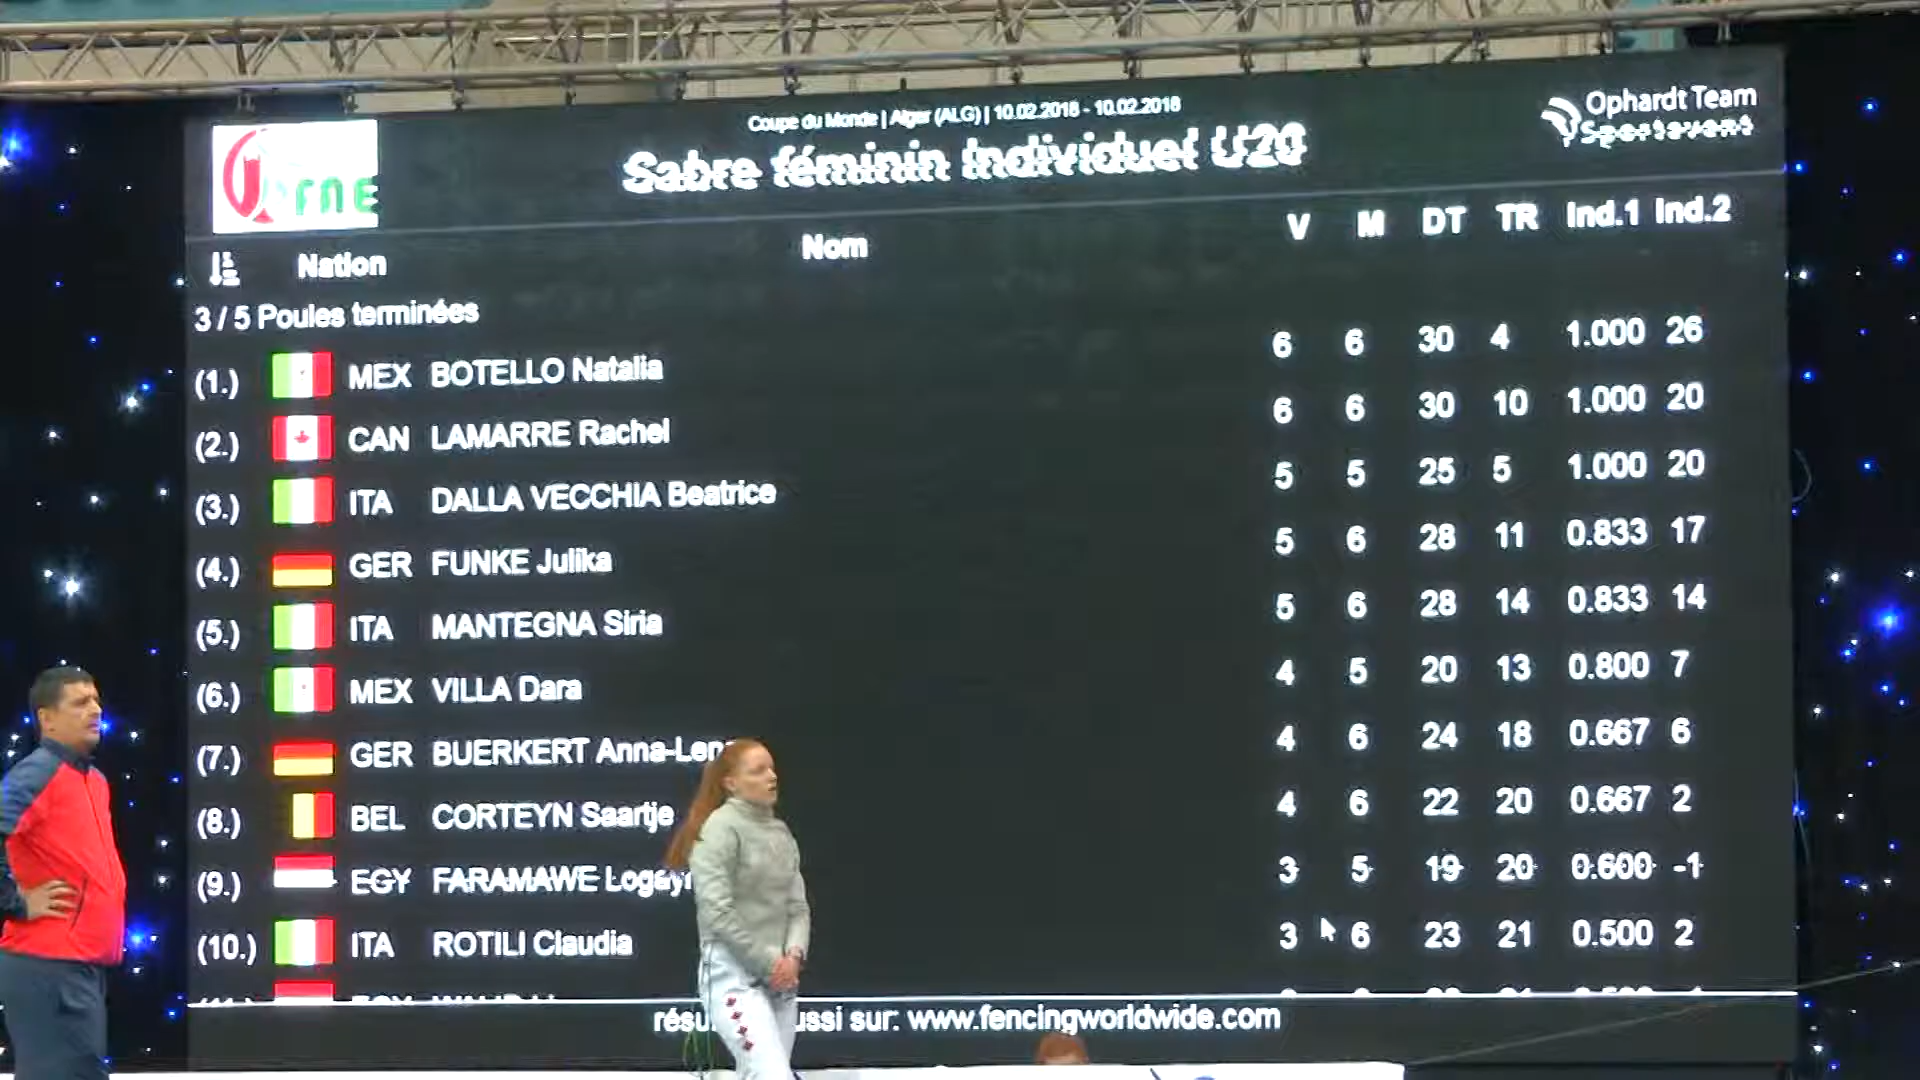 Coupe du Monde | Alger (ALG) | 10.02.2018 - 10.02.2018
Ophardt Team
Sportevent
Sabre féminin Individuel U20
Nation Nom V M DT TR Ind.1 Ind.2
3 / 5 Poules terminées
(1.) MEX BOTELLO Natalia 6 6 30 4 1.000 26
(2.) CAN LAMARRE Rachel 6 6 30 10 1.000 20
(3.) ITA DALLA VECCHIA Beatrice 5 5 25 5 1.000 20
(4.) GER FUNKE Julika 5 6 28 11 0.833 17
(5.) ITA MANTEGNA Siria 5 6 28 14 0.833 14
(6.) MEX VILLA Dara 4 5 20 13 0.800 7
(7.) GER BUERKERT Anna-Lena 4 6 24 18 0.667 6
(8.) BEL CORTEYN Saartje 4 6 22 20 0.667 2
(9.) EGY FARAMAWE 3 5 19 20 0.600 -1
(10.) ITA ROTILI Claudia 3 6 23 21 0.500 2
sur: www.fencingworldwide.com